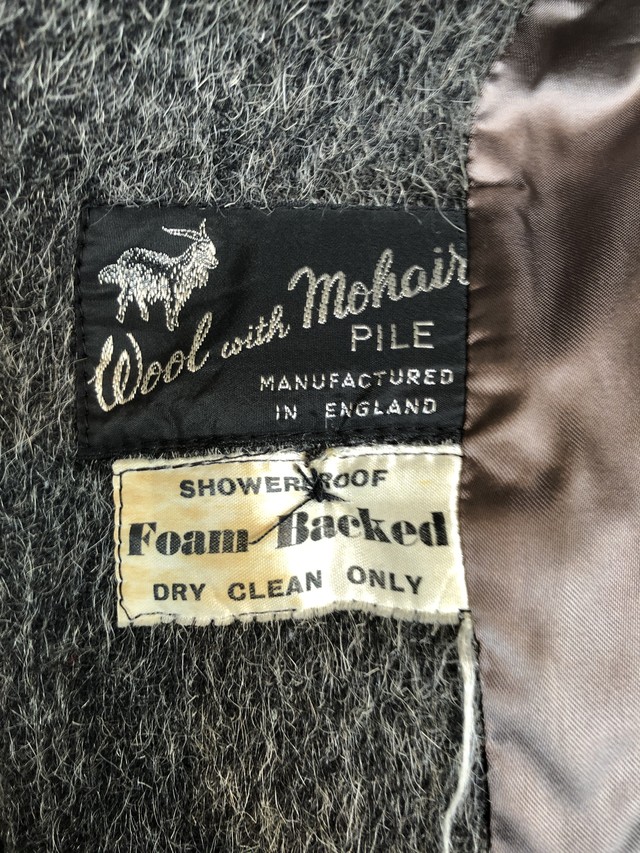 Wool with Mohair
PILE
MANUFACTURED
IN ENGLAND
SHOWERPROOF
Foam-Backed
DRY CLEAN ONLY